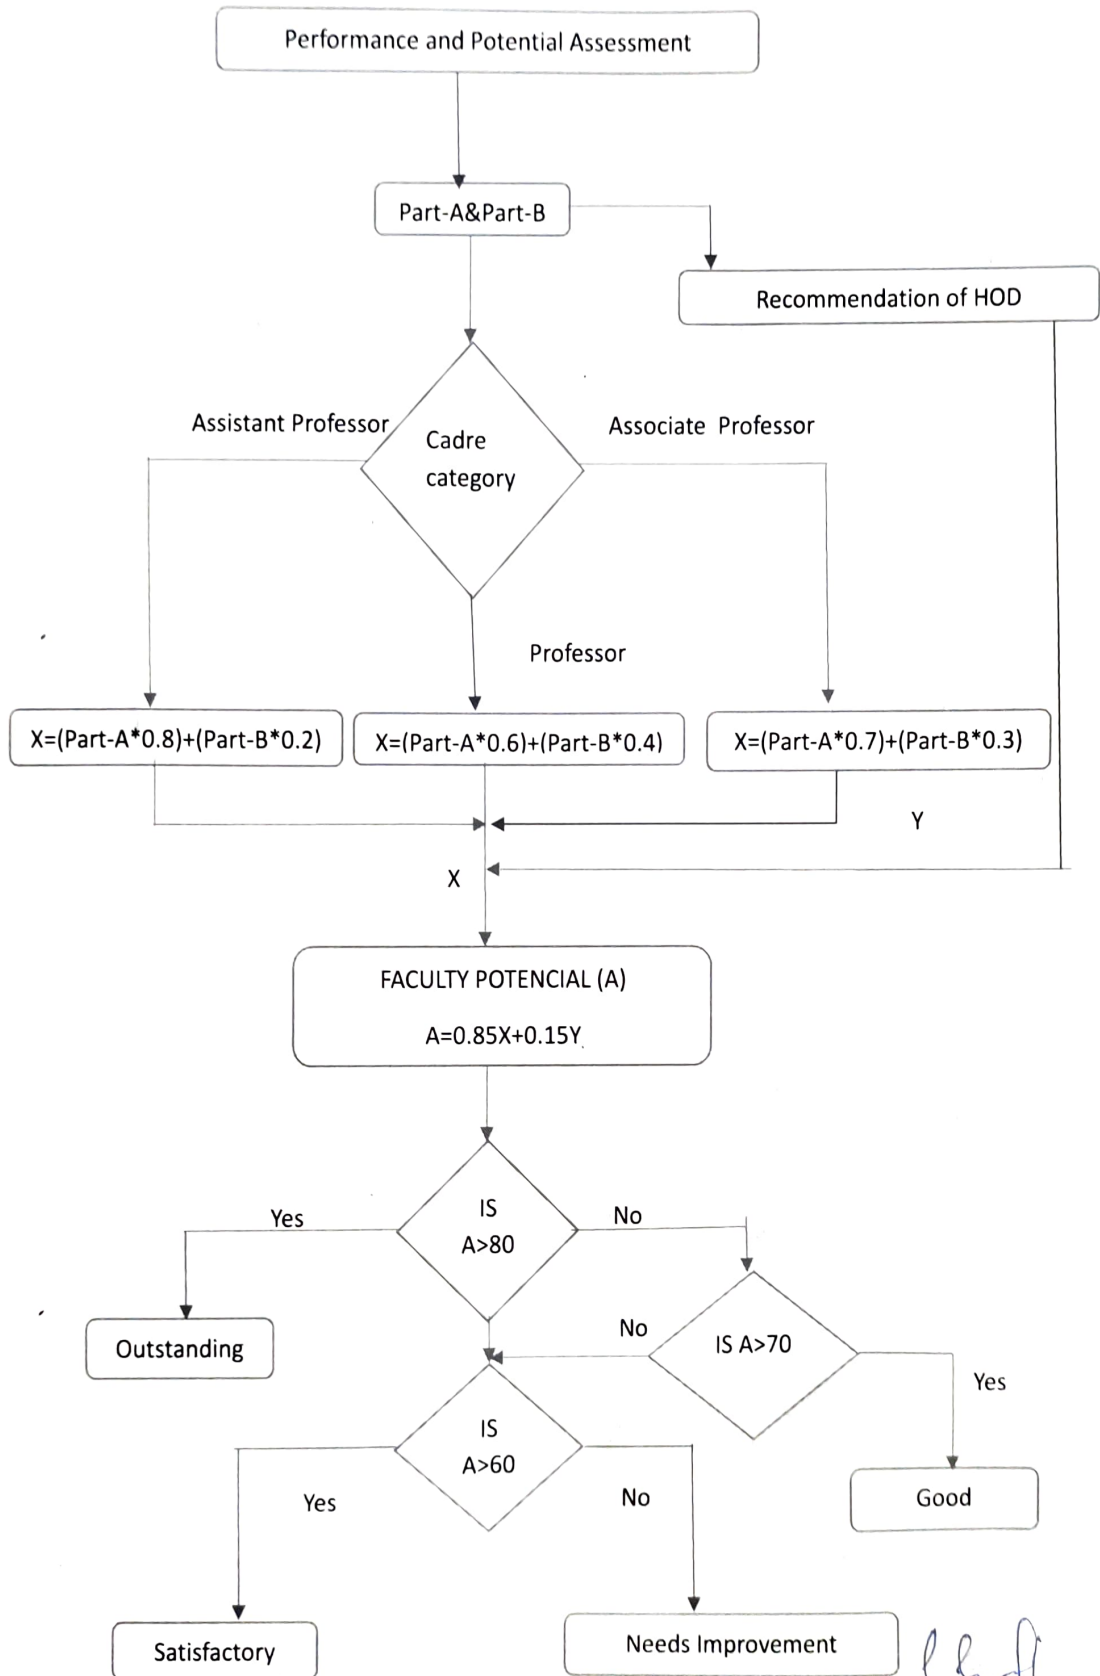 Performance and Potential Assessment
Part-A&Part-B
Recommendation of HOD
Assistant Professor
Cadre
category
Associate Professor
Professor
X=(Part-A*0.8)+(Part-B*0.2)
X=(Part-A*0.6)+(Part-B*0.4)
X=(Part-A*0.7)+(Part-B*0.3)
Y
X
FACULTY POTENCIAL (A)
A=0.85X+0.15Y
IS
A>80
Yes
No
IS A>70
No
Yes
Outstanding
IS
A>60
Yes
No
Good
Satisfactory
Needs Improvement